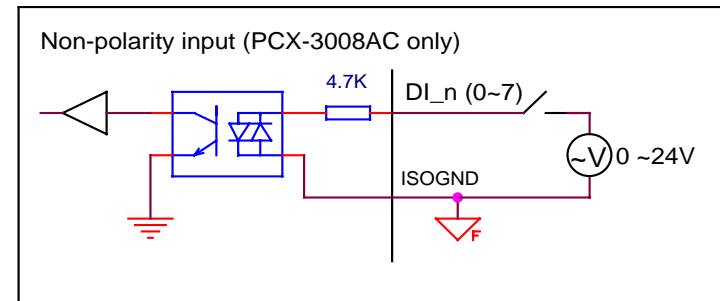 Non-polarity input (PCX-3008AC only)
4.7K
DI_n (0~7)
~V 0 ~24V
ISOGND
F